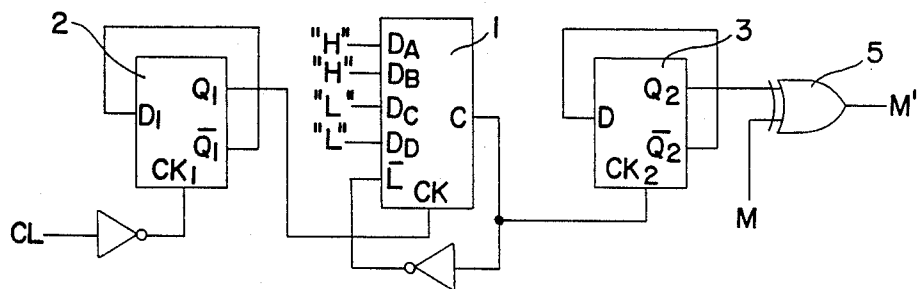 2
D1
Q1
Q̅1
CK1
CL
"H"
"H"
"L"
"L"
DA
DB
DC
DD
L̅
C
CK
1
3
D
Q2
Q̅2
CK2
5
M
M'